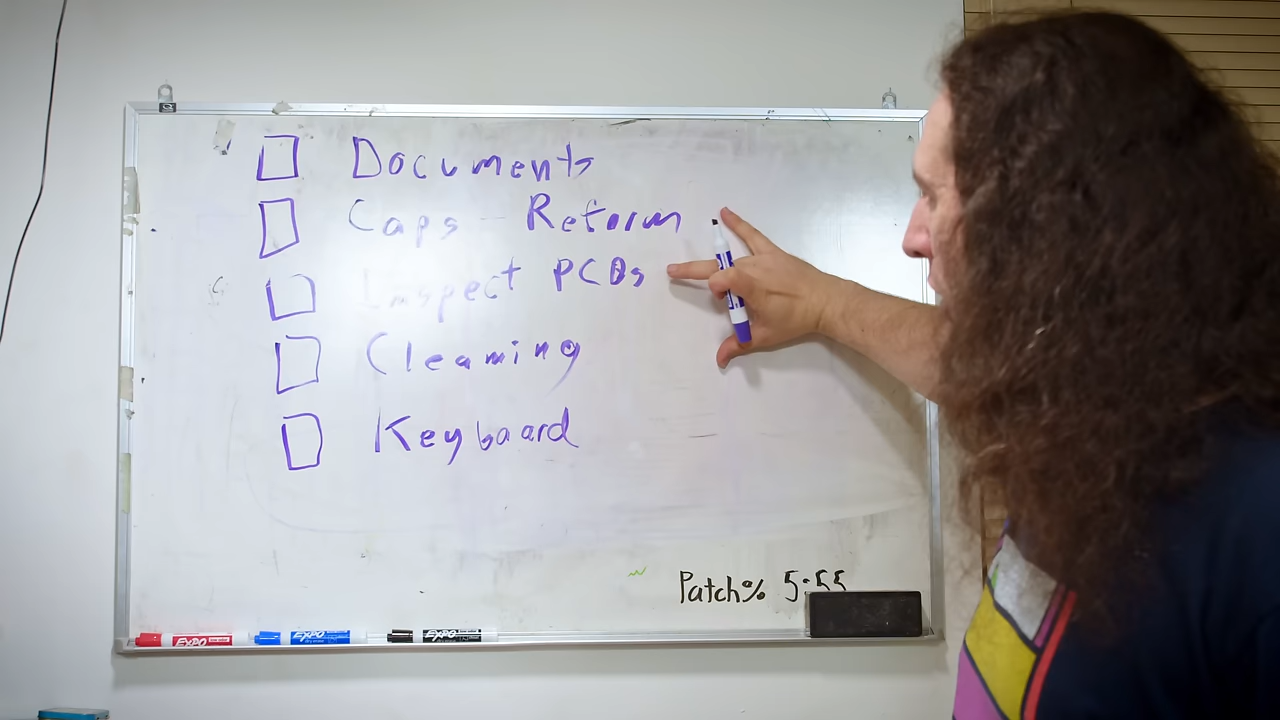 Documents
Caps - Reform
Inspect PCBs
Cleaning
Keyboard
Patch% 5:55
EXPO
EXPO
EXPO